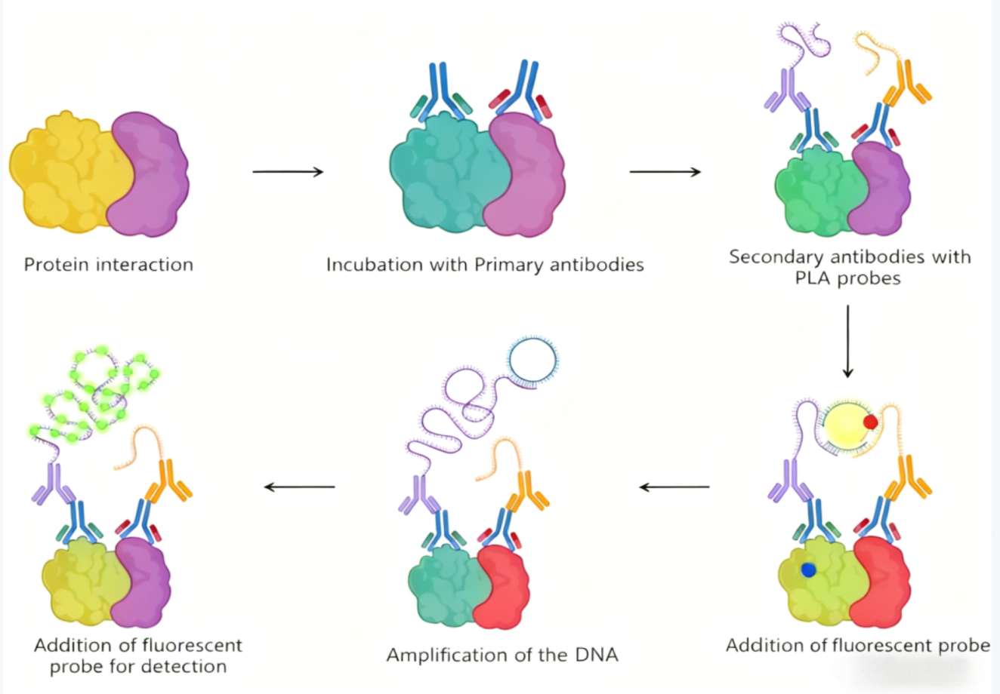 Protein interaction
Incubation with Primary antibodies
Secondary antibodies with
PLA probes
Addition of fluorescent
probe for detection
Amplification of the DNA
Addition of fluorescent probe